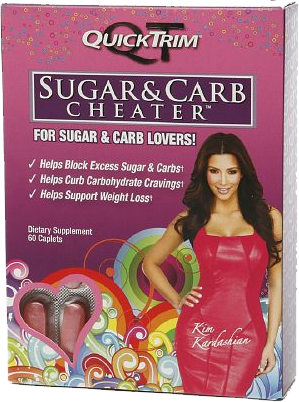 QT
QUICKTRIM®
SUGAR&CARB
CHEATER™
FOR SUGAR & CARB LOVERS!
✓ Helps Block Excess Sugar & Carbs†
✓ Helps Curb Carbohydrate Cravings†
✓ Helps Support Weight Loss†
Dietary Supplement
60 Caplets
Kim
Kardashian